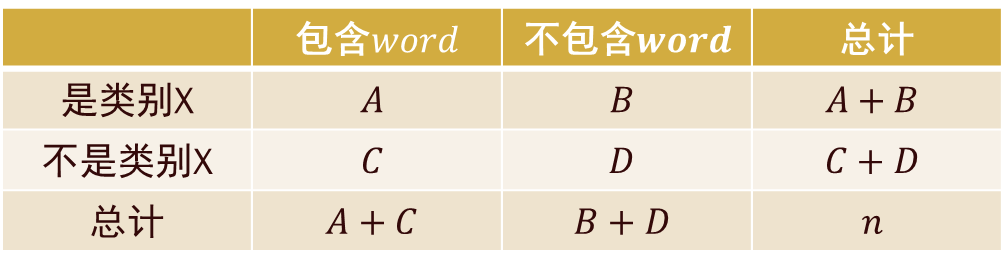 包含word 不包含word 总计
是类别X A B A + B
不是类别X C D C + D
总计 A + C B + D n